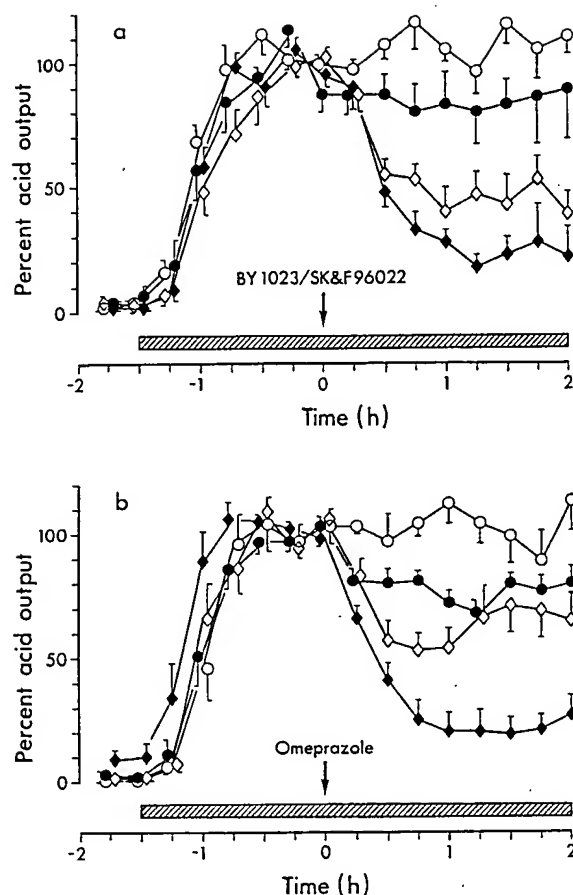 a
100
50
0
Percent acid output
BY 1023/SK&F 96022
-2 -1 0 1 2
Time (h)
b
100
50
0
Percent acid output
Omeprazole
-2 -1 0 1 2
Time (h)